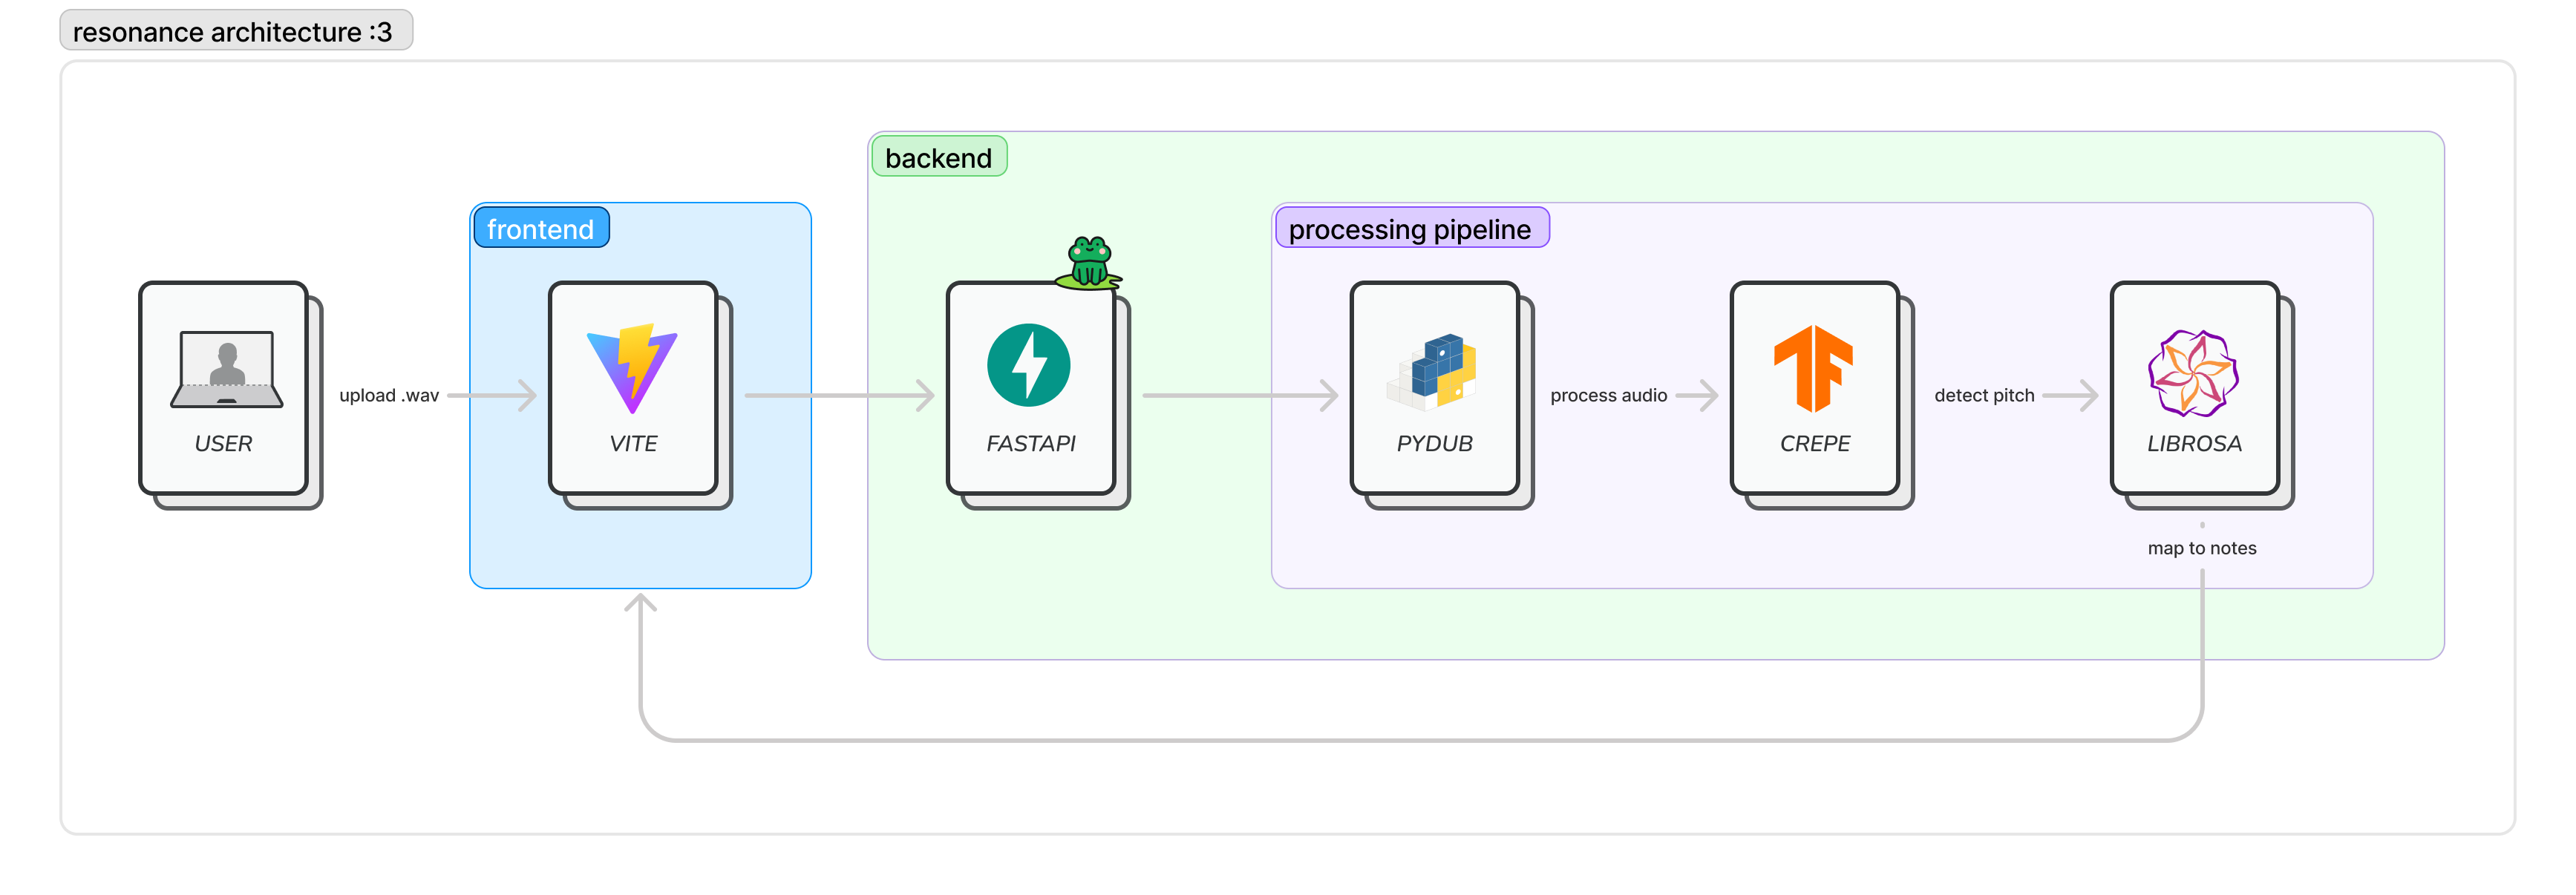 resonance architecture :3
backend
frontend
processing pipeline
USER
upload .wav
VITE
FASTAPI
PYDUB
process audio
CREPE
detect pitch
LIBROSA
map to notes